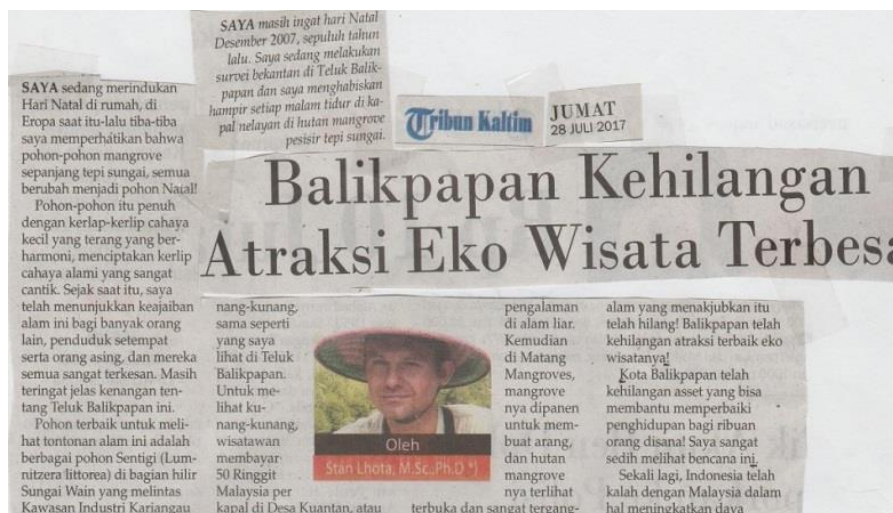 SAYA masih ingat hari Natal
Desember 2007, sepuluh tahun
lalu. Saya sedang melakukan
survei bekantan di Teluk Balik-
papan dan saya menghabiskan
hampir setiap malam tidur di ka-
pal nelayan di hutan mangrove
pesisir tepi sungai.
Tribun Kaltim
JUMAT
28 JULI 2017
Balikpapan Kehilangan
Atraksi Eko Wisata Terbesa
SAYA sedang merindukan
Hari Natal di rumah, di
Eropa saat itu-lalu tiba-tiba
saya memperhatikan bahwa
pohon-pohon mangrove
sepanjang tepi sungai, semua
berubah menjadi pohon Natal!
Pohon-pohon itu penuh
dengan kerlap-kerlip cahaya
kecil yang terang yang ber-
harmoni, menciptakan kerlip
cahaya alami yang sangat
cantik. Sejak saat itu, saya
telah menunjukkan keajaiban
alam ini bagi banyak orang
lain, penduduk setempat
serta orang asing, dan mereka
semua sangat terkesan. Masih
teringat jelas kenangan ten-
tang Teluk Balikpapan ini.
Pohon terbaik untuk meli-
hat tontonan alam ini adalah
berbagai pohon Sentigi (Lum-
nitzera littorea) di bagian hilir
Sungai Wain yang melintas
Kawasan Industri Kariangau
nang-kunang,
sama seperti
yang saya
lihat di Teluk
Balikpapan.
Untuk me-
lihat ku-
nang-kunang,
wisatawan
membayar
50 Ringgit
Malaysia per
kapal di Desa Kuantan, atau
Oleh
Stan Lhota, M.Sc.,Ph.D *)
pengalaman
di alam liar.
Kemudian
di Matang
Mangroves,
mangrove
nya dipanen
untuk mem-
buat arang,
dan hutan
mangrove
nya terlihat
terbuka dan sangat tergang-
alam yang menakjubkan itu
telah hilang! Balikpapan telah
kehilangan atraksi terbaik eko
wisatanya!
Kota Balikpapan telah
kehilangan asset yang bisa
membantu memperbaiki
penghidupan bagi ribuan
orang disana! Saya sangat
sedih melihat bencana ini.
Sekali lagi, Indonesia telah
kalah dengan Malaysia dalam
hal meningkatkan daya